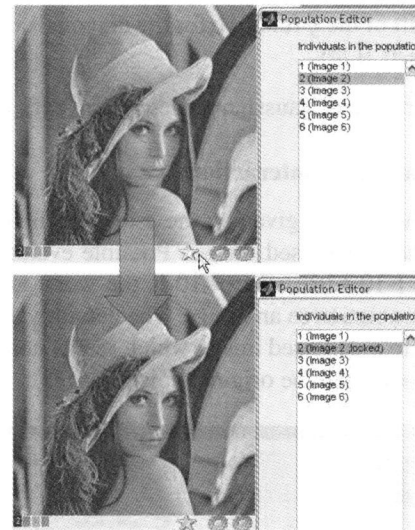 Population Editor
Individuals in the populatio
1 (Image 1)
2 (Image 2)
3 (Image 3)
4 (Image 4)
5 (Image 5)
6 (Image 6)
2
Population Editor
Individuals in the populatio
1 (Image 1)
2 (Image 2 ,locked)
3 (Image 3)
4 (Image 4)
5 (Image 5)
6 (Image 6)
2